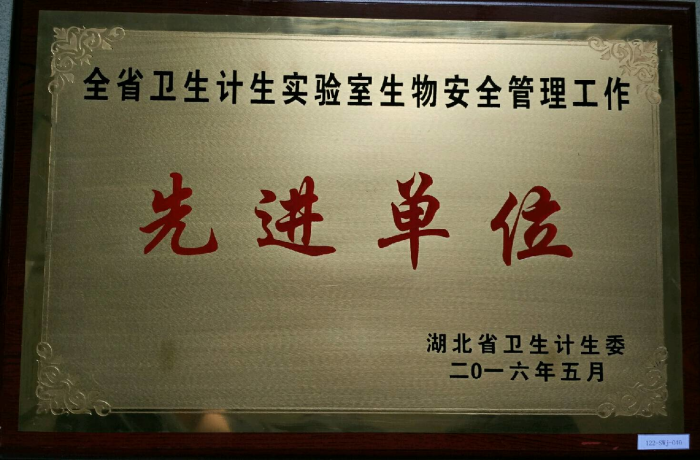 全省卫生计生实验室生物安全管理工作
先进单位
湖北省卫生计生委
二0一六年五月